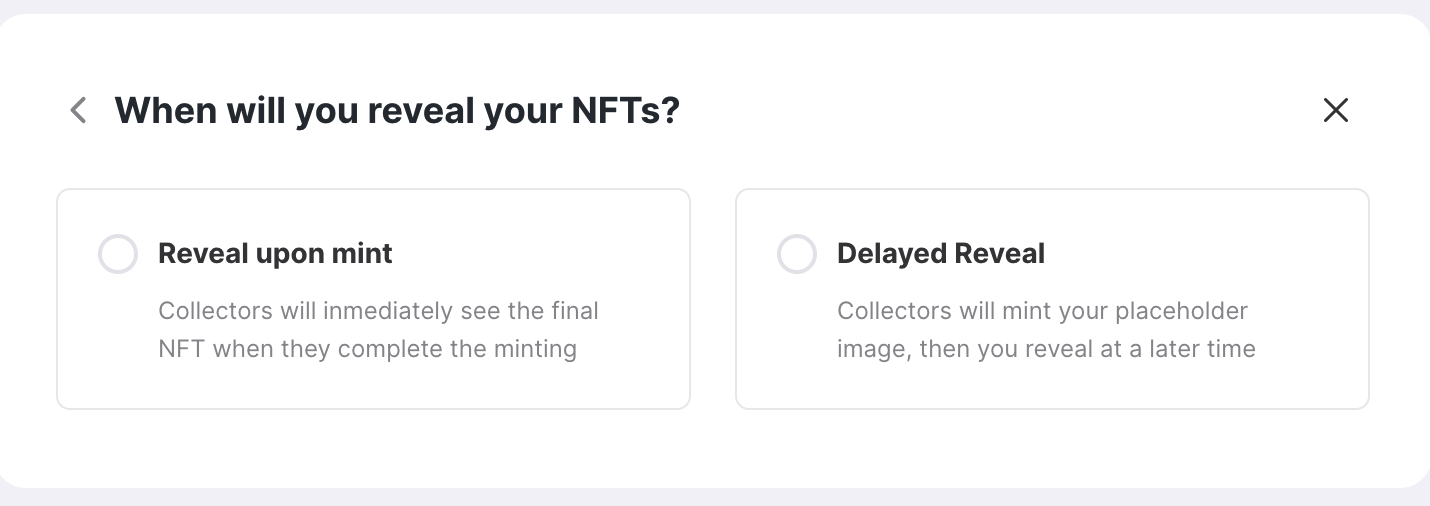 When will you reveal your NFTs?
Reveal upon mint
Collectors will inmediately see the final
NFT when they complete the minting
Delayed Reveal
Collectors will mint your placeholder
image, then you reveal at a later time